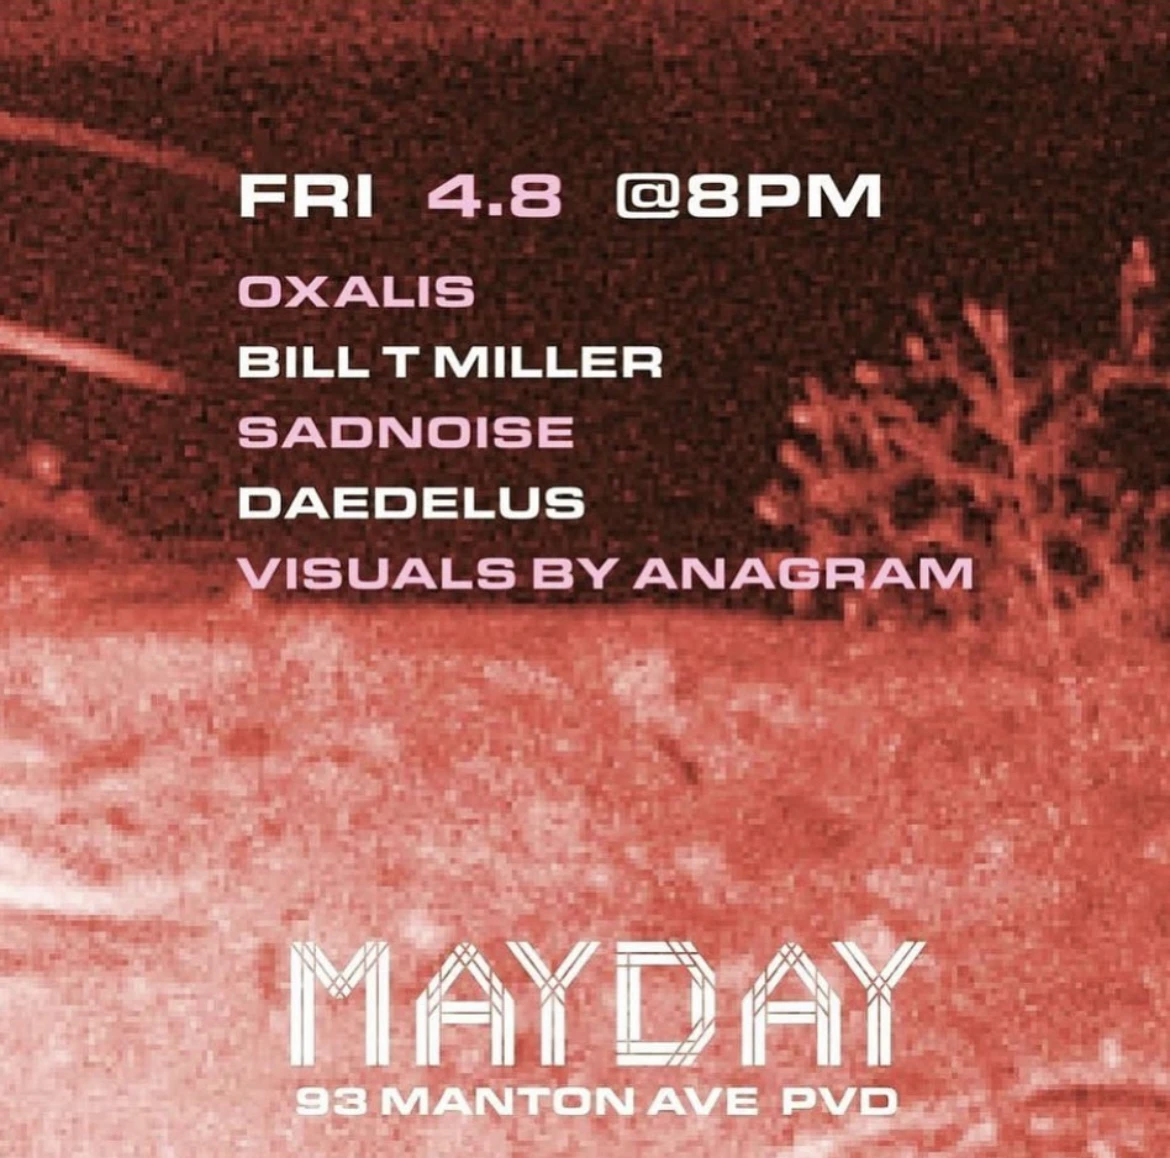 FRI 4.8 @8PM
OXALIS
BILL T MILLER
SADNOISE
DAEDELUS
VISUALS BY ANAGRAM
MAYDAY
93 MANTON AVE PVD